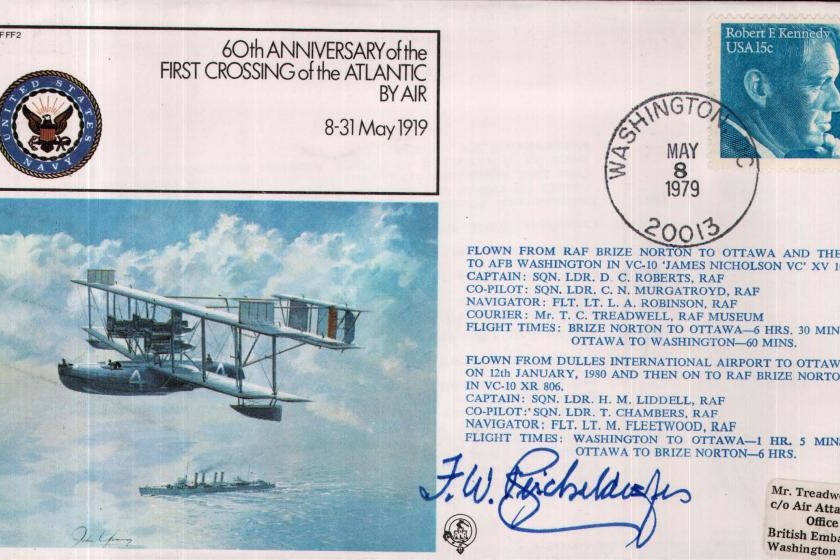 FF2
60th ANNIVERSARY of the
FIRST CROSSING of the ATLANTIC
BY AIR
8-31 May 1919
UNITED STATES NAVY
Robert F. Kennedy
USA 15c
WASHINGTON, DC
MAY
8
1979
20013
FLOWN FROM RAF BRIZE NORTON TO OTTAWA AND THE
TO AFB WASHINGTON IN VC-10 'JAMES NICHOLSON VC' XV 1
CAPTAIN: SQN. LDR. D. C. ROBERTS, RAF
CO-PILOT: SQN. LDR. C. N. MURGATROYD, RAF
NAVIGATOR: FLT. LT. L. A. ROBINSON, RAF
COURIER: Mr. T. C. TREADWELL, RAF MUSEUM
FLIGHT TIMES: BRIZE NORTON TO OTTAWA—6 HRS. 30 MIN
OTTAWA TO WASHINGTON—60 MINS.
FLOWN FROM DULLES INTERNATIONAL AIRPORT TO OTTAW
ON 12th JANUARY, 1980 AND THEN ON TO RAF BRIZE NORTO
IN VC-10 XR 806.
CAPTAIN: SQN. LDR. H. M. LIDDELL, RAF
CO-PILOT: SQN. LDR. T. CHAMBERS, RAF
NAVIGATOR: FLT. LT. M. FLEETWOOD, RAF
FLIGHT TIMES: WASHINGTON TO OTTAWA—1 HR. 5 MIN
OTTAWA TO BRIZE NORTON—6 HRS.
F. W.
Mr. Treadw
c/o Air Atta
Office
British Emb
Washington